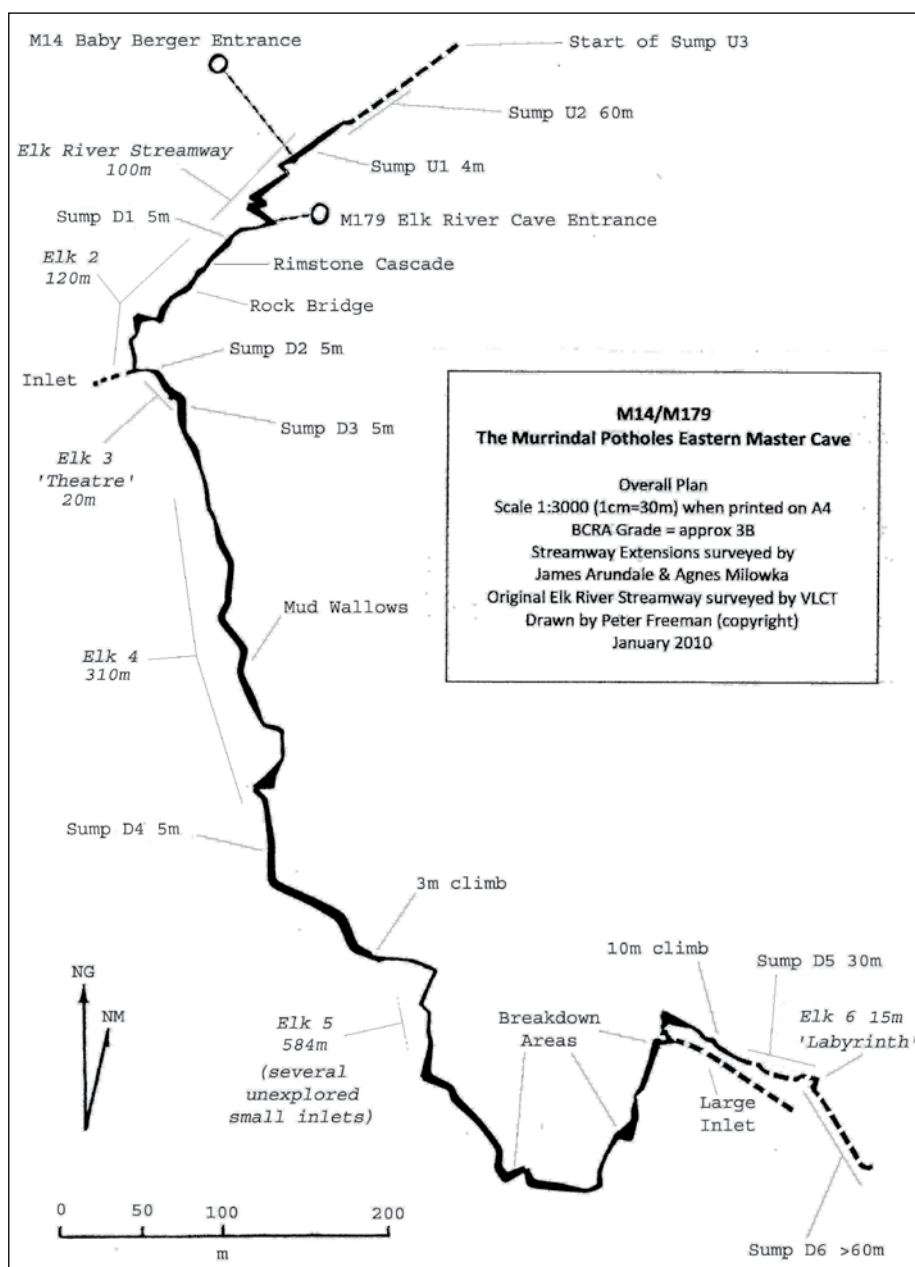 M14 Baby Berger Entrance
Start of Sump U3
Sump U2 60m
Elk River Streamway
100m
Sump U1 4m
Sump D1 5m
M179 Elk River Cave Entrance
Elk 2
120m
Rimstone Cascade
Rock Bridge
Sump D2 5m
Inlet
Sump D3 5m
Elk 3
'Theatre'
20m
M14/M179
The Murrindal Potholes Eastern Master Cave
Overall Plan
Scale 1:3000 (1cm=30m) when printed on A4
BCRA Grade = approx 3B
Streamway Extensions surveyed by
James Arundale & Agnes Milowka
Original Elk River Streamway surveyed by VLCT
Drawn by Peter Freeman (copyright)
January 2010
Mud Wallows
Elk 4
310m
Sump D4 5m
3m climb
10m climb
Sump D5 30m
NG
NM
Elk 5
584m
(several
unexplored
small inlets)
Breakdown
Areas
Elk 6 15m
'Labyrinth'
Large
Inlet
0 50 100 200
m
Sump D6 >60m